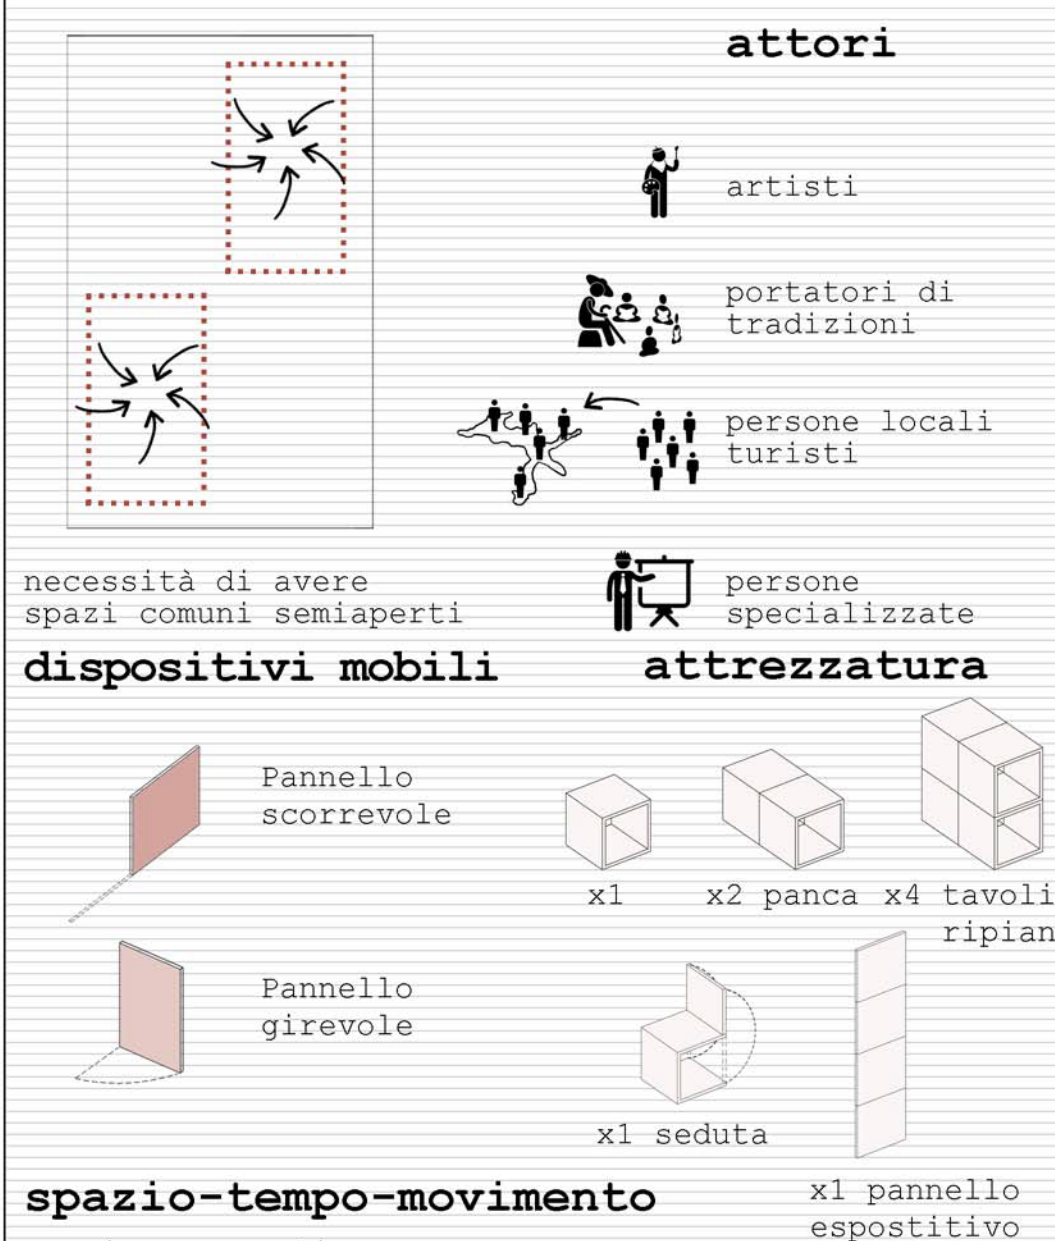 attori
artisti
portatori di
tradizioni
persone locali
turisti
persone
specializzate
necessità di avere
spazi comuni semiaperti
dispositivi mobili
Pannello
scorrevole
Pannello
girevole
attrezzatura
x1
x2 panca
x4 tavoli
ripian
x1 seduta
x1 pannello
espostitivo
spazio-tempo-movimento